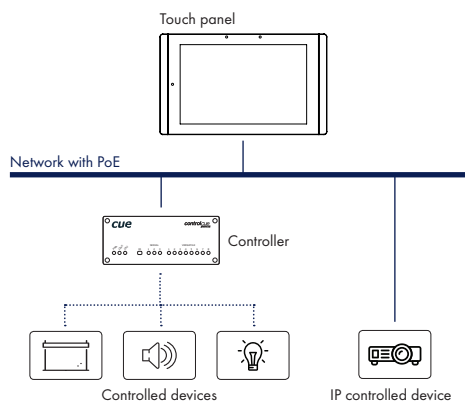 Touch panel
Network with PoE
cue
controlcue
Controller
Controlled devices
IP controlled device